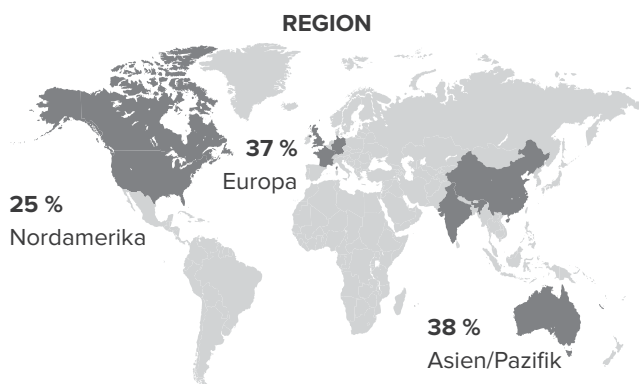 REGION
37 %
Europa
25 %
Nordamerika
38 %
Asien/Pazifik